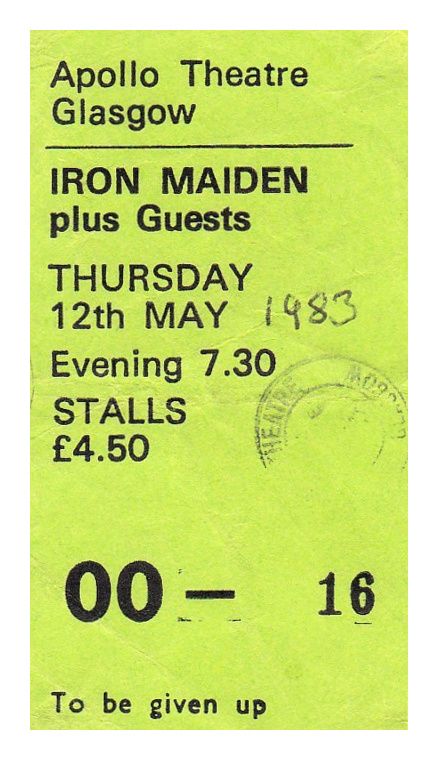 Apollo Theatre
Glasgow
IRON MAIDEN
plus Guests
THURSDAY
12th MAY 1983
Evening 7.30
STALLS
£4.50
00 – 16
To be given up